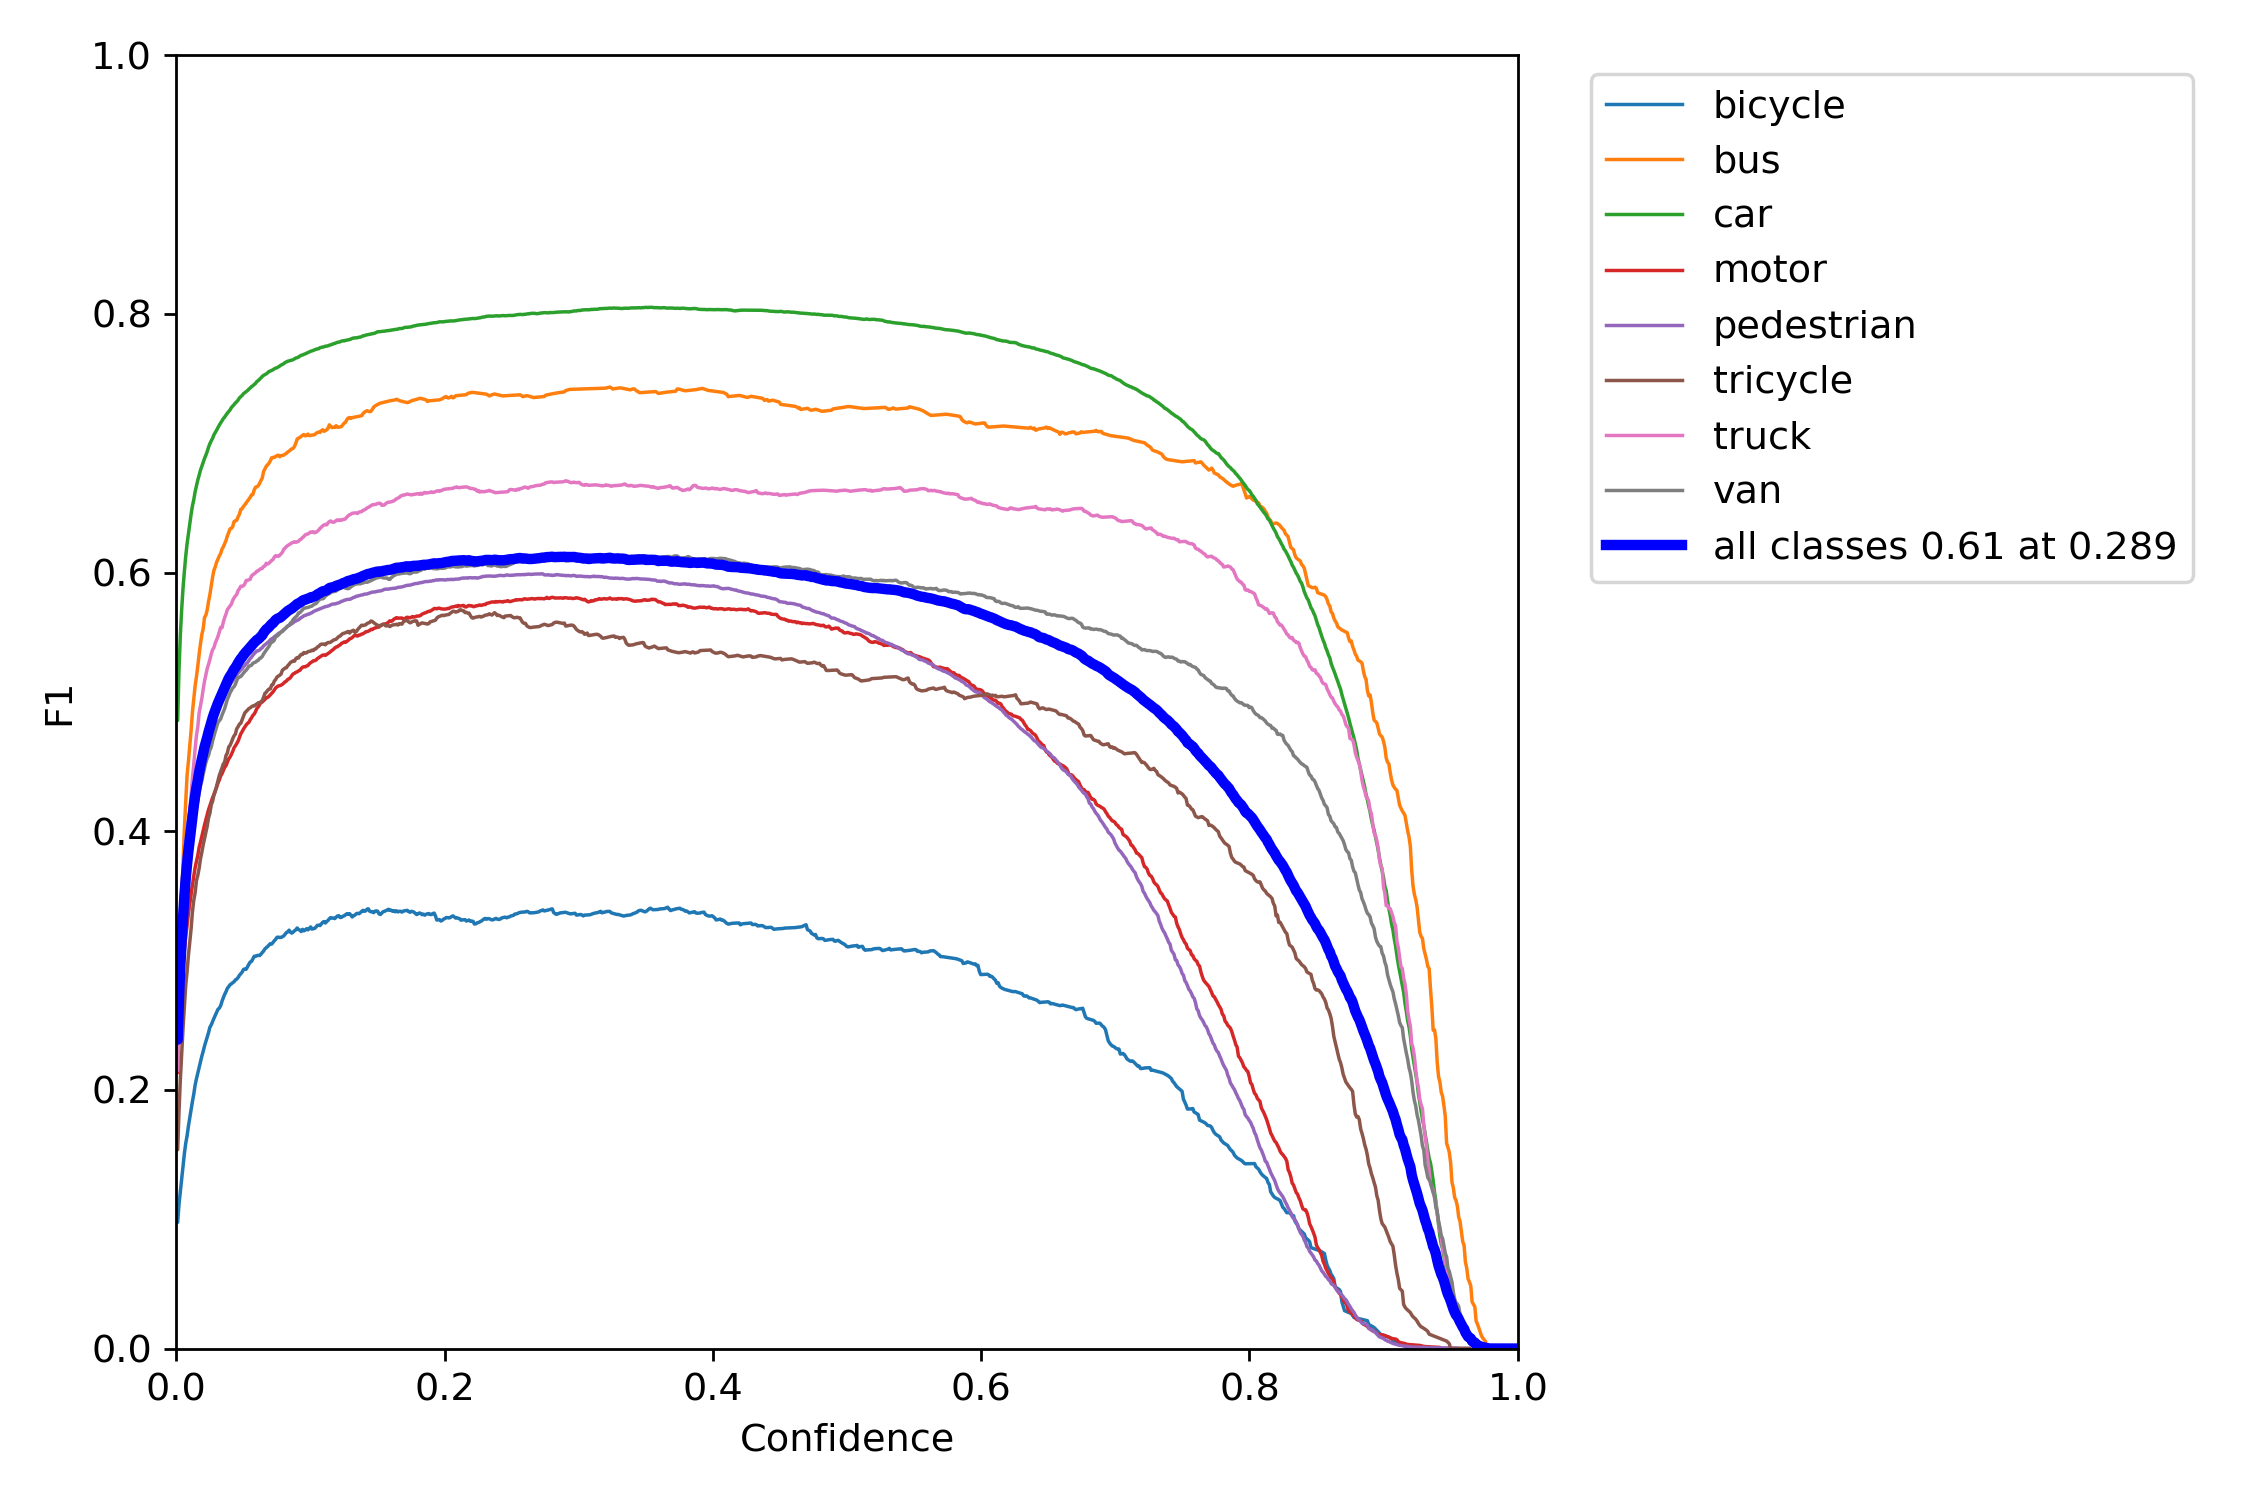 1.0
0.8
0.6
0.4
0.2
0.0
F1
0.0 0.2 0.4 0.6 0.8 1.0
Confidence
bicycle
bus
car
motor
pedestrian
tricycle
truck
van
all classes 0.61 at 0.289